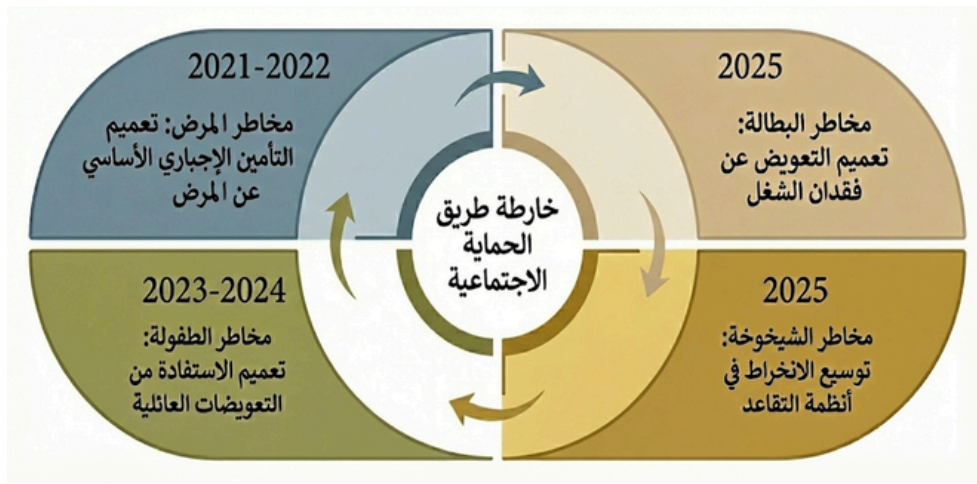 2021-2022
مخاطر المرض: تعميم
التأمين الإجباري الأساسي
عن المرض
2025
مخاطر البطالة:
تعميم التعويض عن
فقدان الشغل
خارطة طريق
الحماية
الاجتماعية
2023-2024
مخاطر الطفولة:
تعميم الاستفادة من
التعويضات العائلية
2025
مخاطر الشيخوخة:
توسيع الانخراط في
أنظمة التقاعد